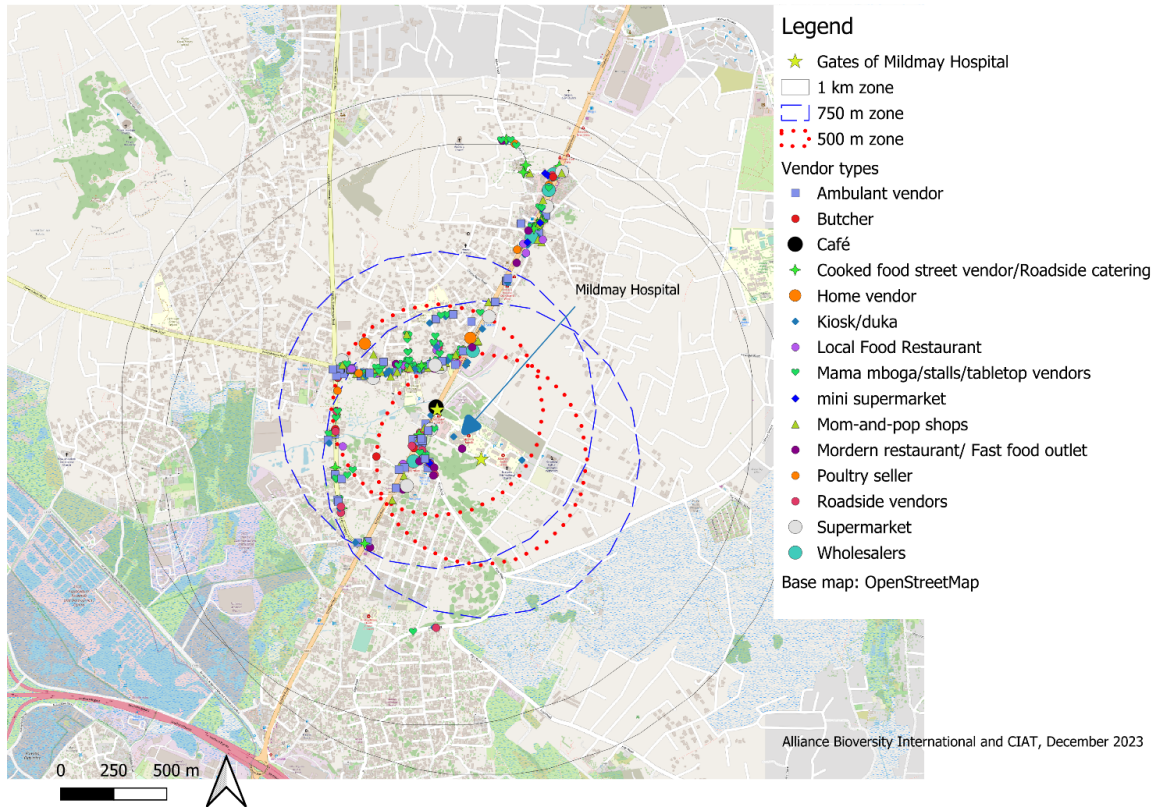 Legend
Gates of Mildmay Hospital
1 km zone
750 m zone
500 m zone
Vendor types
Ambulant vendor
Butcher
Café
Cooked food street vendor/Roadside catering
Home vendor
Kiosk/duka
Local Food Restaurant
Mama mboga/stalls/tabletop vendors
mini supermarket
Mom-and-pop shops
Mordern restaurant/ Fast food outlet
Poultry seller
Roadside vendors
Supermarket
Wholesalers
Base map: OpenStreetMap
Mildmay Hospital
Alliance Bioversity International and CIAT, December 2023
0 250 500 m